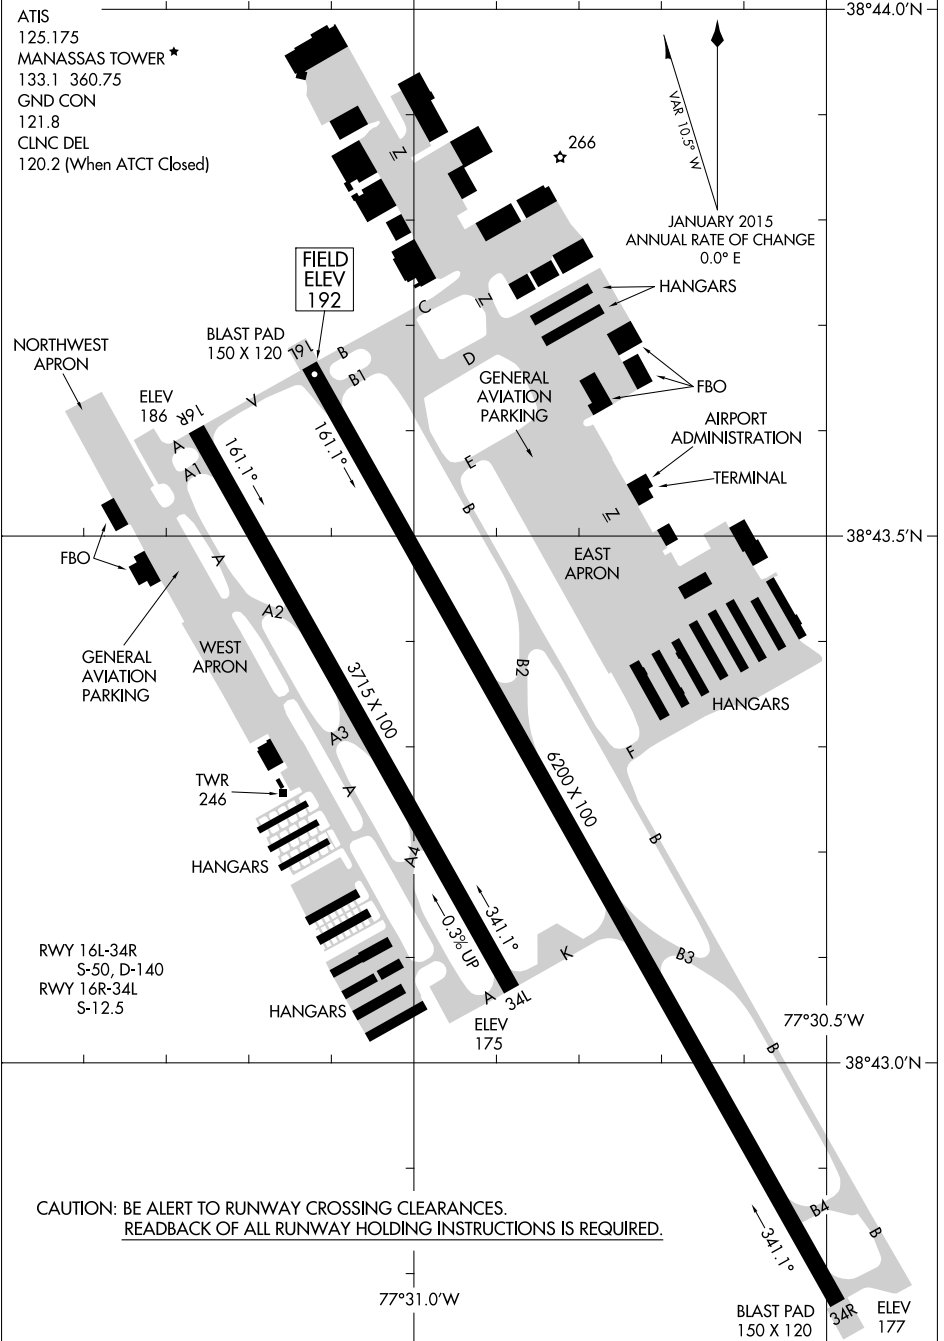 ATIS
125.175
MANASSAS TOWER ★
133.1 360.75
GND CON
121.8
CLNC DEL
120.2 (When ATCT Closed)
38°44.0'N
VAR 10.5° W
266
JANUARY 2015
ANNUAL RATE OF CHANGE
0.0° E
FIELD
ELEV
192
HANGARS
C
BLAST PAD
150 X 120
16L
B
B1
D
NORTHWEST
APRON
GENERAL
AVIATION
PARKING
FBO
ELEV
186
16R
V
AIRPORT
ADMINISTRATION
TERMINAL
A
A1
161.1°
161.1°
E
B
38°43.5'N
FBO
A
EAST
APRON
A2
GENERAL
AVIATION
PARKING
WEST
APRON
B2
HANGARS
3715 X 100
A3
F
6200 X 100
TWR
246
A
B
HANGARS
A4
341.1°
0.3% UP
K
B3
RWY 16L-34R
S-50, D-140
RWY 16R-34L
S-12.5
HANGARS
A
34L
ELEV
175
77°30.5'W
B
38°43.0'N
CAUTION: BE ALERT TO RUNWAY CROSSING CLEARANCES.
READBACK OF ALL RUNWAY HOLDING INSTRUCTIONS IS REQUIRED.
B4
B
341.1°
77°31.0'W
BLAST PAD
150 X 120
34R
ELEV
177